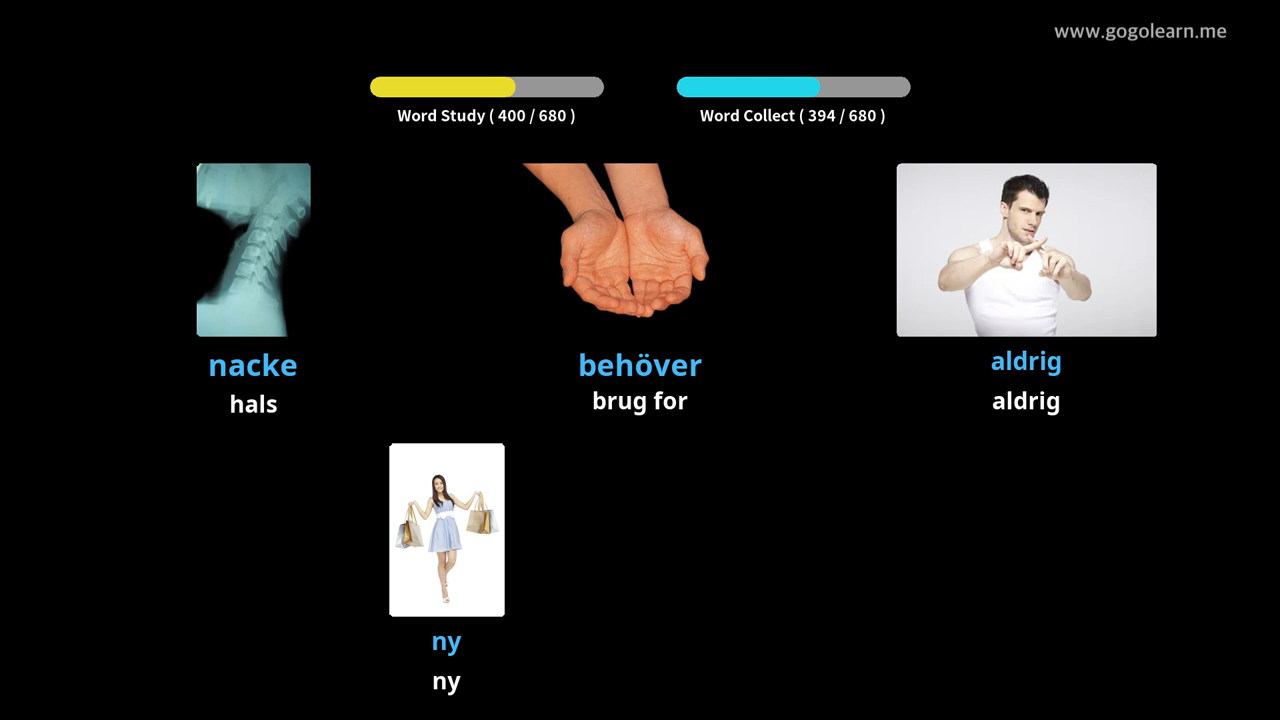 www.gogolearn.me
Word Study ( 400 / 680 )
Word Collect ( 394 / 680 )
nacke
hals
behöver
brug for
aldrig
aldrig
ny
ny